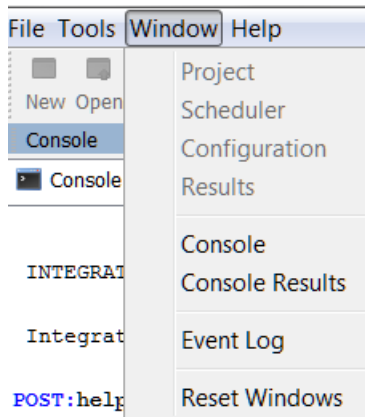 File Tools Window Help
New Open
Console
Console
INTEGRAT
Integrat
POST:help
Project
Scheduler
Configuration
Results
Console
Console Results
Event Log
Reset Windows